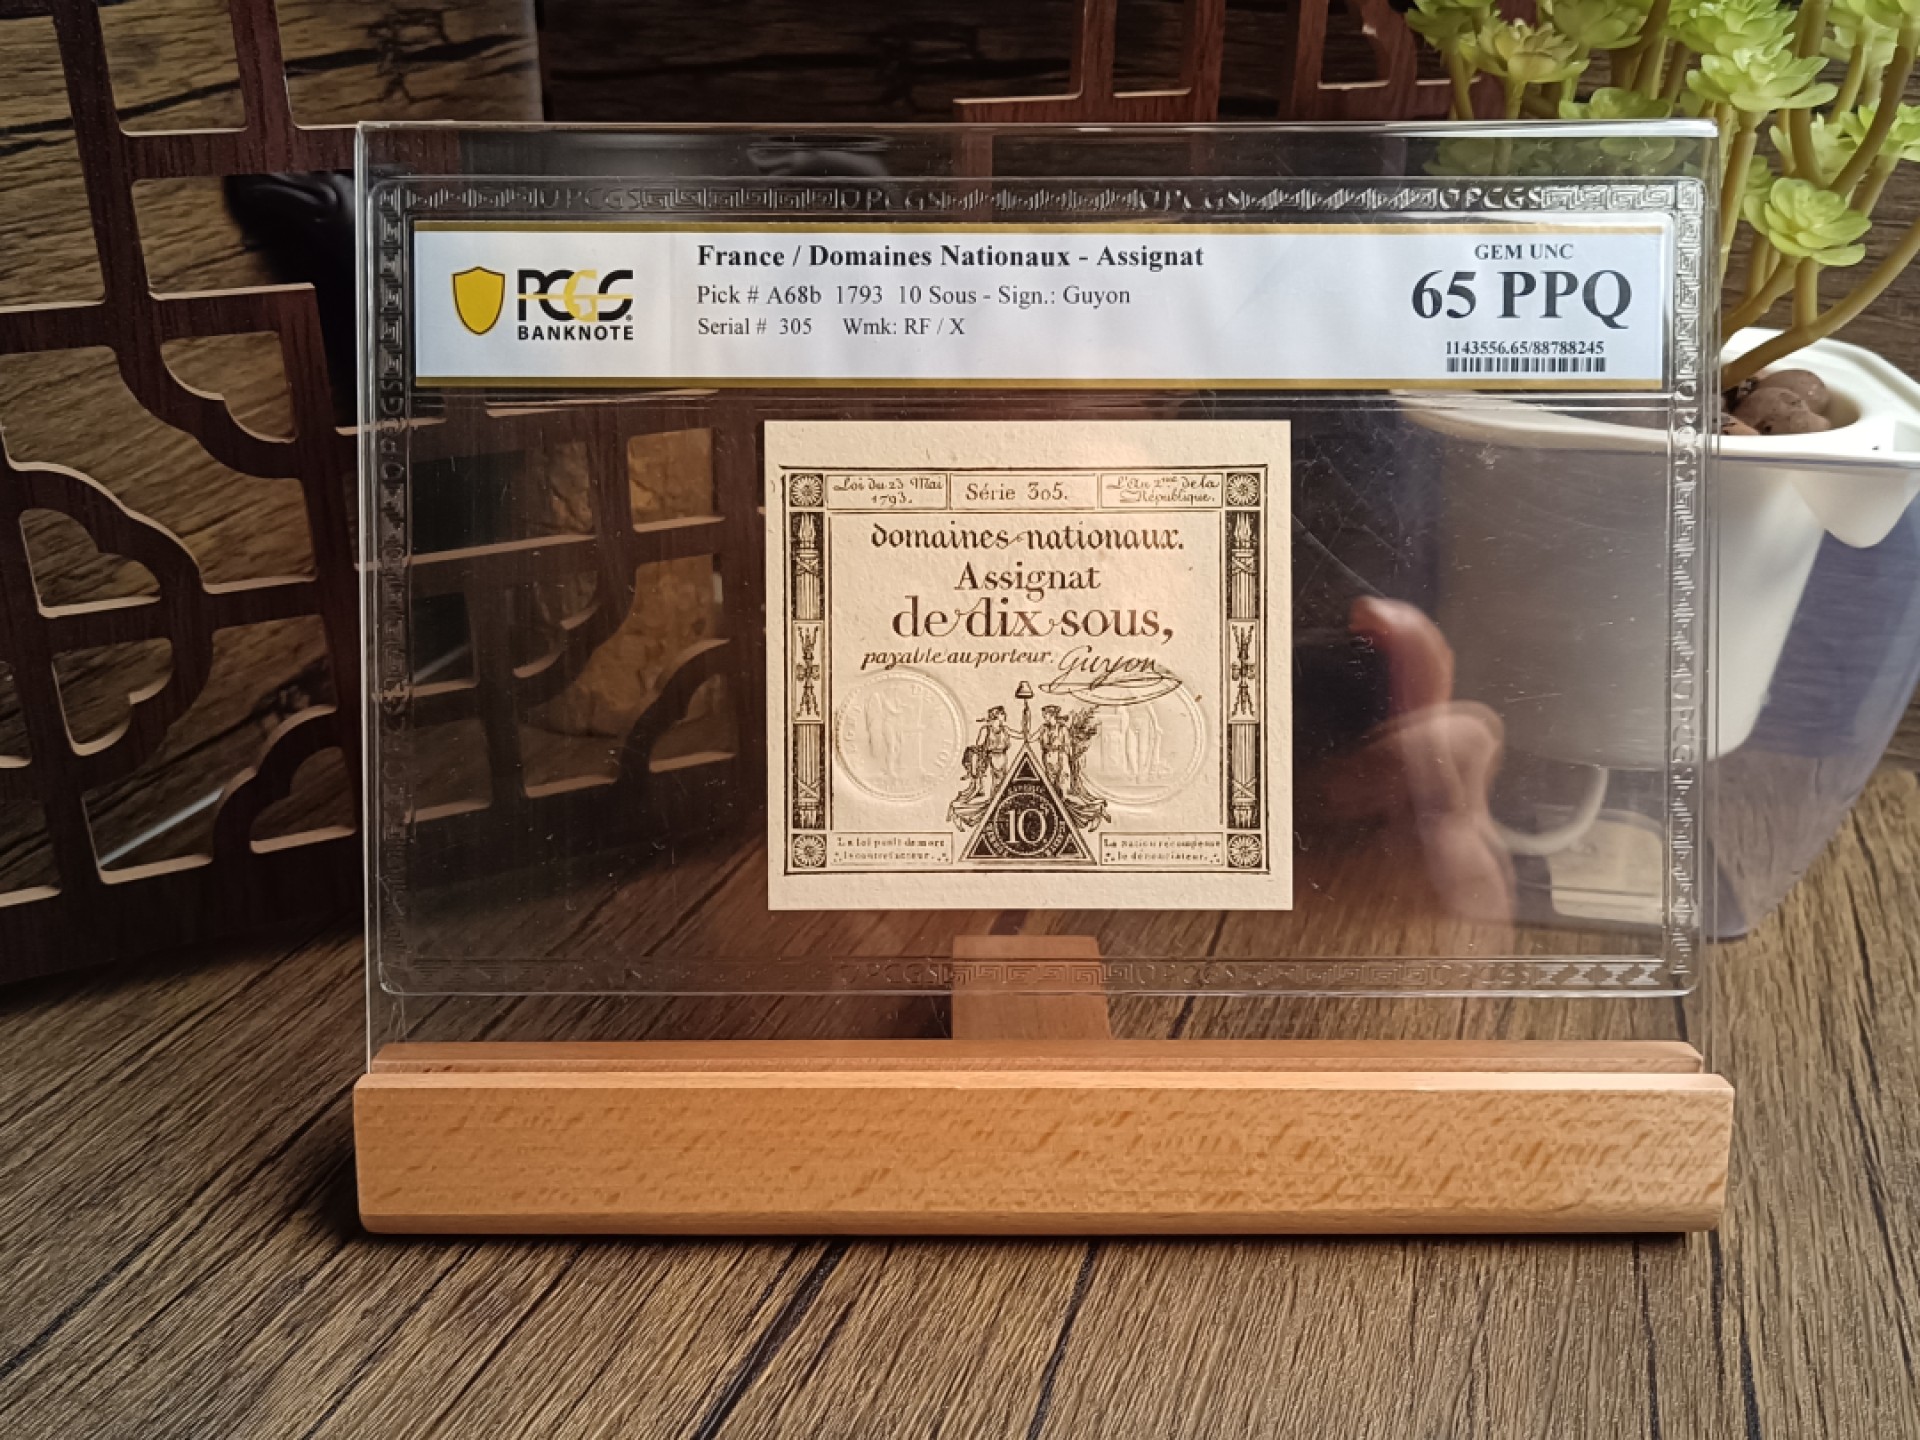 PCGS
BANKNOTE
France / Domaines Nationaux - Assignat
Pick # A68b 1793 10 Sous - Sign.: Guyon
Serial # 305 Wmk: RF / X
GEM UNC
65 PPQ
1143556.65/88788245
Loi du 23 Mai
1793.
Série 305.
L'An 2me de la
République.
domaines nationaux.
Assignat
de dix sous,
payable au porteur.
Guyon
10
La loi punit de mort
le contrefacteur.
La Nation récompense
le dénonciateur.